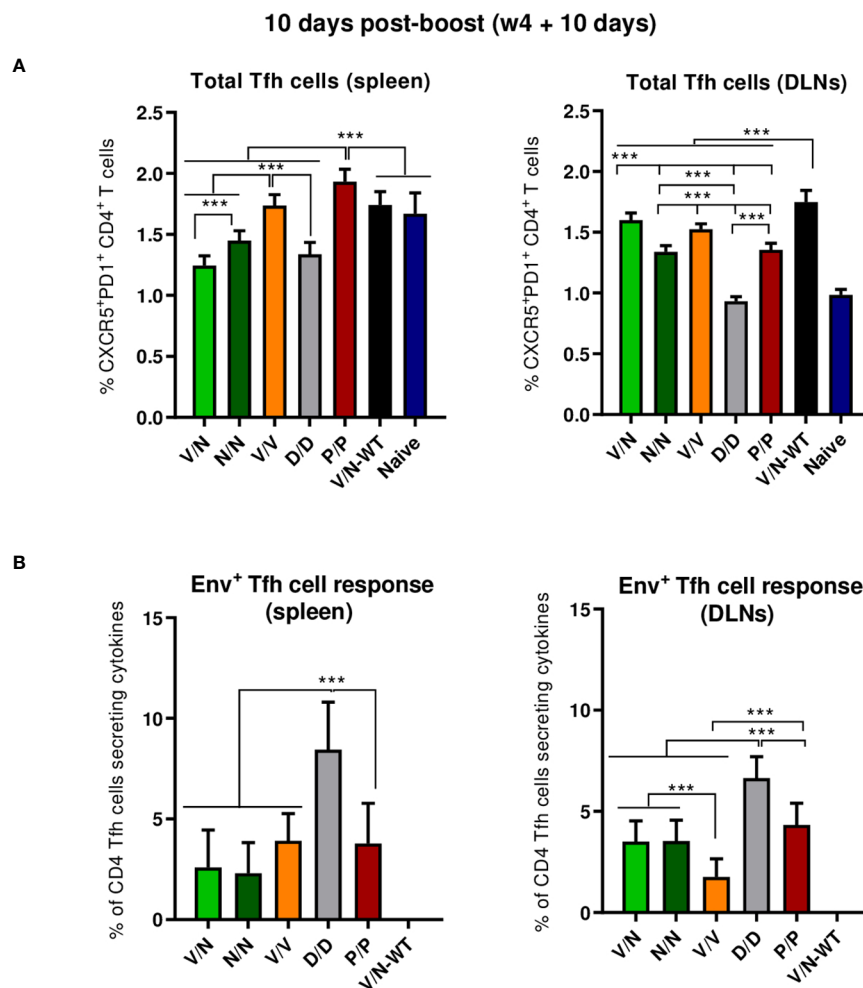 10 days post-boost (w4 + 10 days)
A
Total Tfh cells (spleen)
% CXCR5⁺PD1⁺ CD4⁺ T cells
2.5
2.0
1.5
1.0
0.5
0.0
***
***
***
V/N
N/N
V/V
D/D
P/P
V/N-WT
Naive
Total Tfh cells (DLNs)
% CXCR5⁺PD1⁺ CD4⁺ T cells
2.5
2.0
1.5
1.0
0.5
0.0
***
***
***
***
***
V/N
N/N
V/V
D/D
P/P
V/N-WT
Naive
B
Env⁺ Tfh cell response
(spleen)
% of CD4 Tfh cells secreting cytokines
15
10
5
0
***
V/N
N/N
V/V
D/D
P/P
V/N-WT
Env⁺ Tfh cell response
(DLNs)
% of CD4 Tfh cells secreting cytokines
15
10
5
0
***
***
***
V/N
N/N
V/V
D/D
P/P
V/N-WT